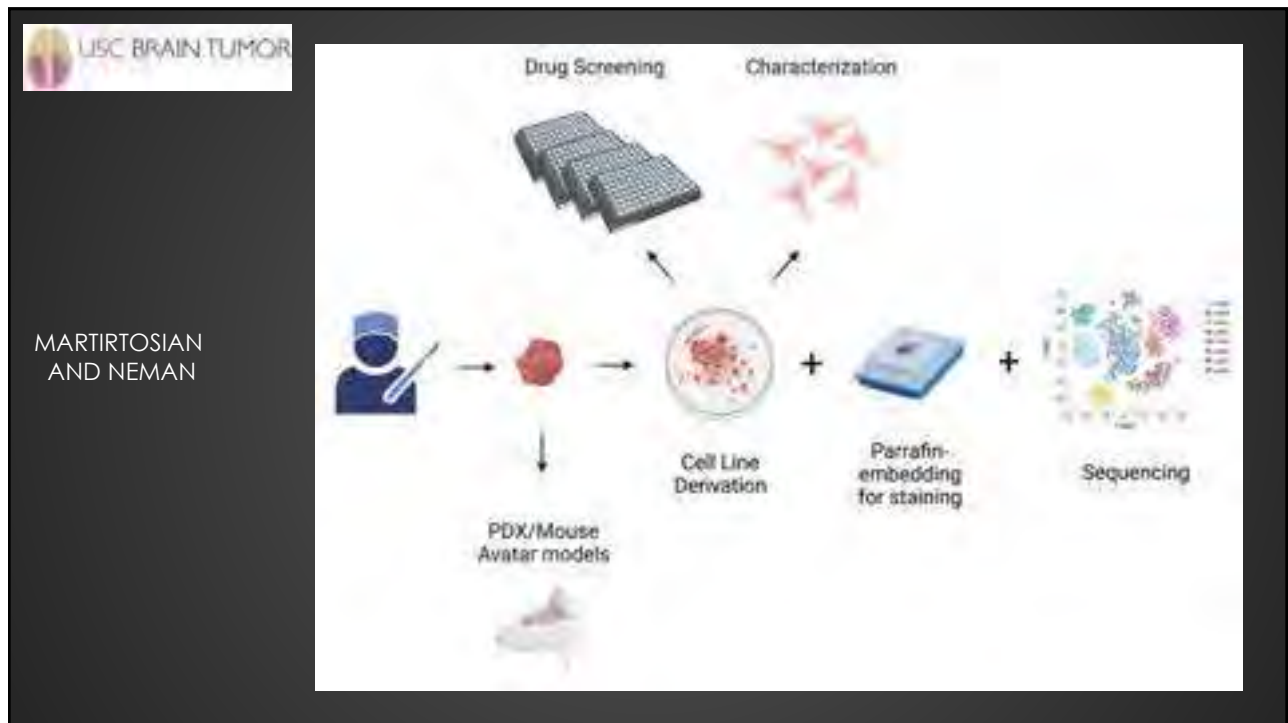 USC BRAIN TUMOR
Drug Screening
Characterization
MARTIRTOSIAN
AND NEMAN
+
+
Cell Line
Derivation
Parrafin-
embedding
for staining
Sequencing
PDX/Mouse
Avatar models